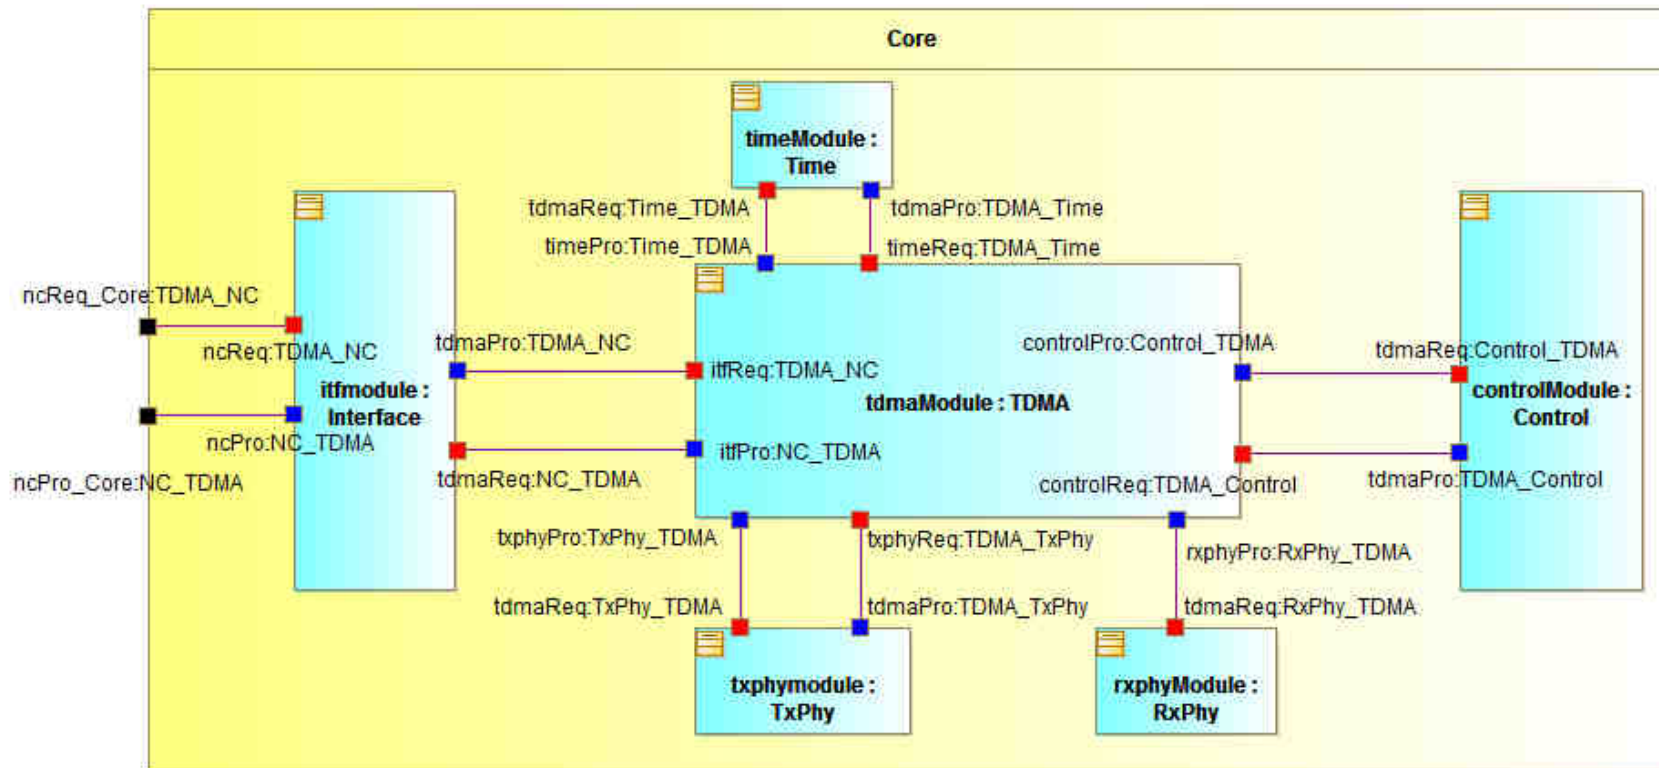 Core
timeModule :
Time
tdmaReq:Time_TDMA
tdmaPro:TDMA_Time
timePro:Time_TDMA
timeReq:TDMA_Time
ncReq_Core:TDMA_NC
ncReq:TDMA_NC
tdmaPro:TDMA_NC
itfReq:TDMA_NC
controlPro:Control_TDMA
tdmaReq:Control_TDMA
itfmodule :
Interface
tdmaModule : TDMA
controlModule :
Control
ncPro:NC_TDMA
itfPro:NC_TDMA
ncPro_Core:NC_TDMA
tdmaReq:NC_TDMA
controlReq:TDMA_Control
tdmaPro:TDMA_Control
txphyPro:TxPhy_TDMA
txphyReq:TDMA_TxPhy
rxphyPro:RxPhy_TDMA
tdmaReq:TxPhy_TDMA
tdmaPro:TDMA_TxPhy
tdmaReq:RxPhy_TDMA
txphymodule :
TxPhy
rxphyModule :
RxPhy